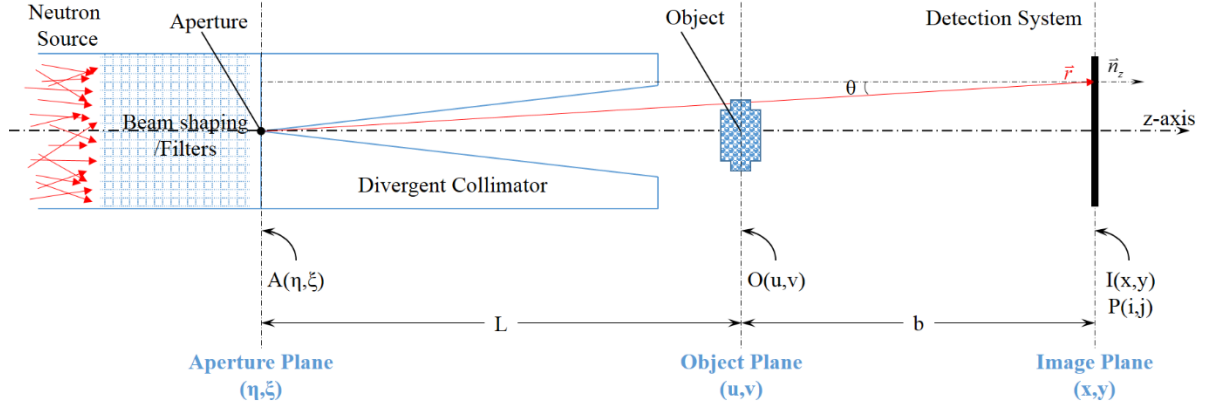 Neutron
Source
Aperture
Object
Detection System
Beam shaping
/Filters
Divergent Collimator
θ
r⃗
n⃗z
z-axis
A(η,ξ)
O(u,v)
I(x,y)
P(i,j)
L
b
Aperture Plane
(η,ξ)
Object Plane
(u,v)
Image Plane
(x,y)